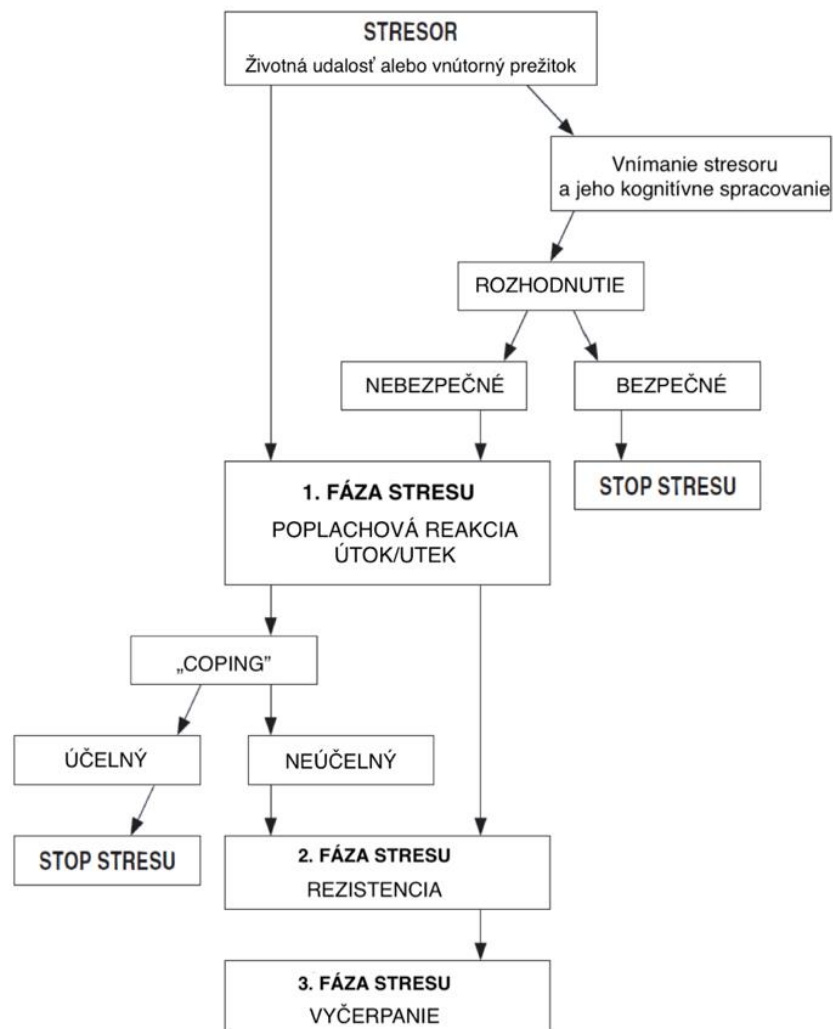 STRESOR
Životná udalosť alebo vnútorný prežitok
Vnímanie stresoru
a jeho kognitívne spracovanie
ROZHODNUTIE
NEBEZPEČNÉ
BEZPEČNÉ
1. FÁZA STRESU
POPLACHOVÁ REAKCIA
ÚTOK/UTEK
STOP STRESU
„COPING”
ÚČELNÝ
NEÚČELNÝ
STOP STRESU
2. FÁZA STRESU
REZISTENCIA
3. FÁZA STRESU
VYČERPANIE